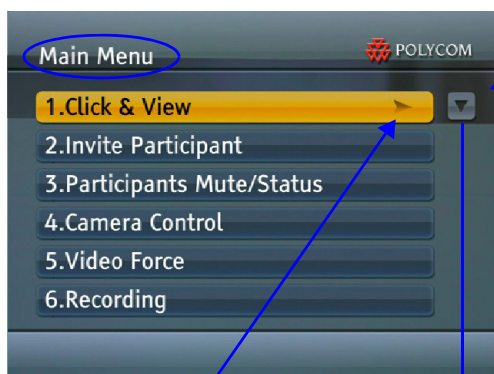 Main Menu
POLYCOM
1.Click & View
2.Invite Participant
3.Participants Mute/Status
4.Camera Control
5.Video Force
6.Recording